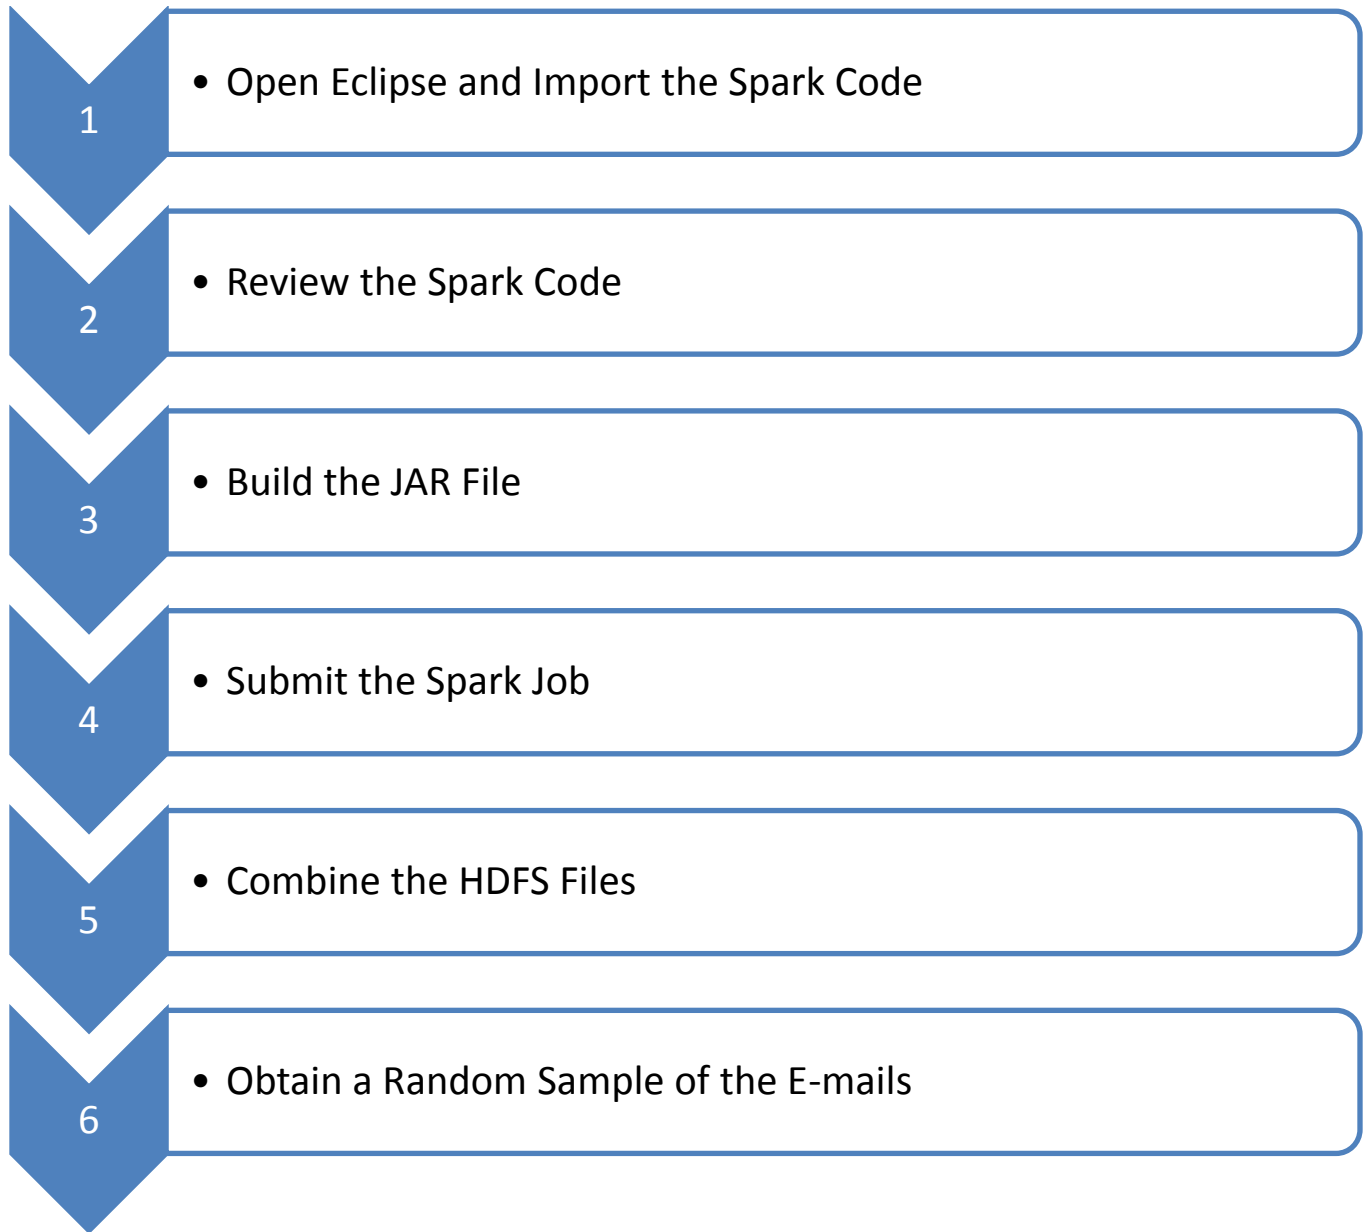 1
• Open Eclipse and Import the Spark Code
2
• Review the Spark Code
3
• Build the JAR File
4
• Submit the Spark Job
5
• Combine the HDFS Files
6
• Obtain a Random Sample of the E-mails